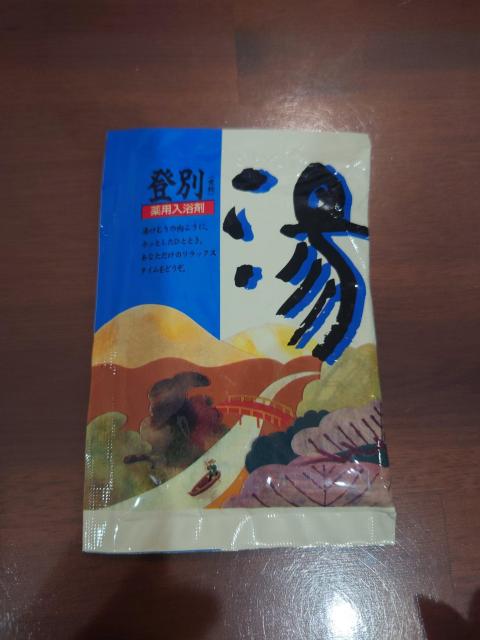 登別
薬用入浴剤
湯けむりの向ふうに、
ホッとしたひととき。
あなただけのリラックス
タイムをどうぞ。
湯